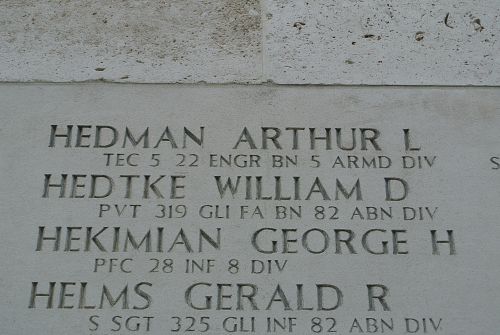 HEDMAN ARTHUR L
TEC 5 22 ENGR BN 5 ARMD DIV
S
HEDTKE WILLIAM D
PVT 319 GLI FA BN 82 ABN DIV
HEKIMIAN GEORGE H
PFC 28 INF 8 DIV
HELMS GERALD R
S SGT 325 GLI INF 82 ABN DIV